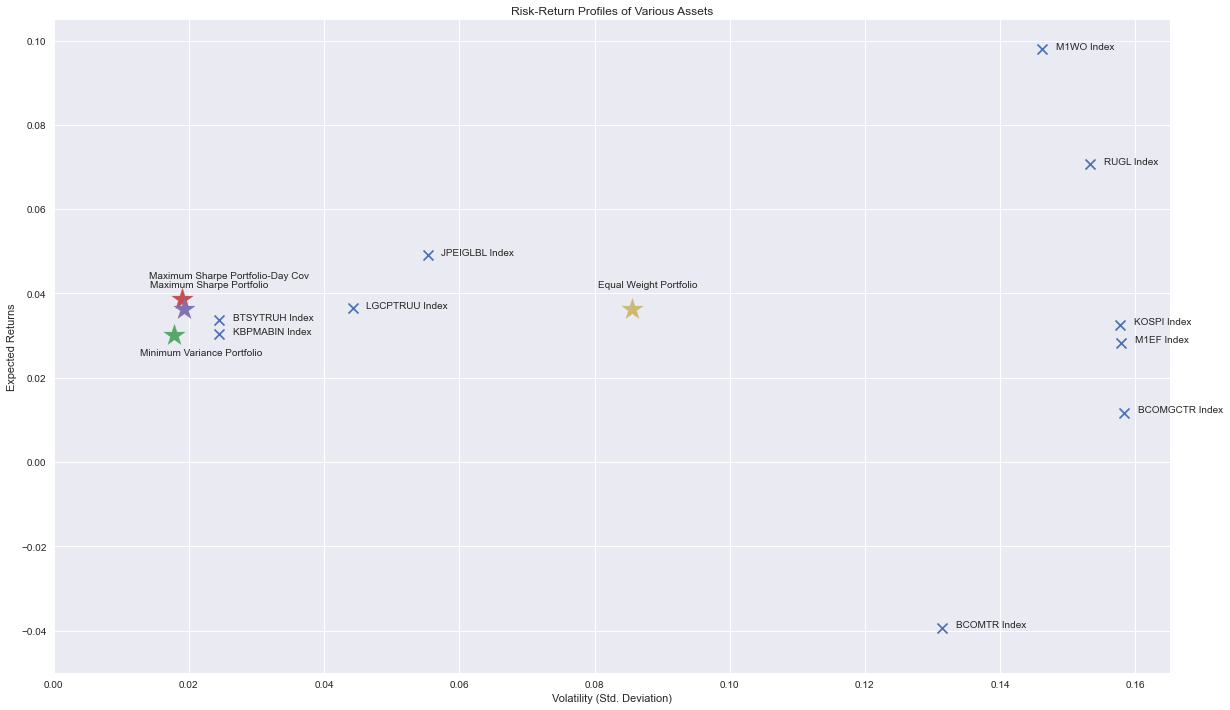 Risk-Return Profiles of Various Assets
0.10
M1WO Index
0.08
RUGL Index
0.06
JPEIGLBL Index
Maximum Sharpe Portfolio-Day Cov
Maximum Sharpe Portfolio
Equal Weight Portfolio
0.04
LGCPTRUU Index
BTSYTRUH Index
KOSPI Index
KBPMABIN Index
M1EF Index
Minimum Variance Portfolio
Expected Returns
0.02
BCOMGCTR Index
0.00
−0.02
BCOMTR Index
−0.04
0.00 0.02 0.04 0.06 0.08 0.10 0.12 0.14 0.16
Volatility (Std. Deviation)